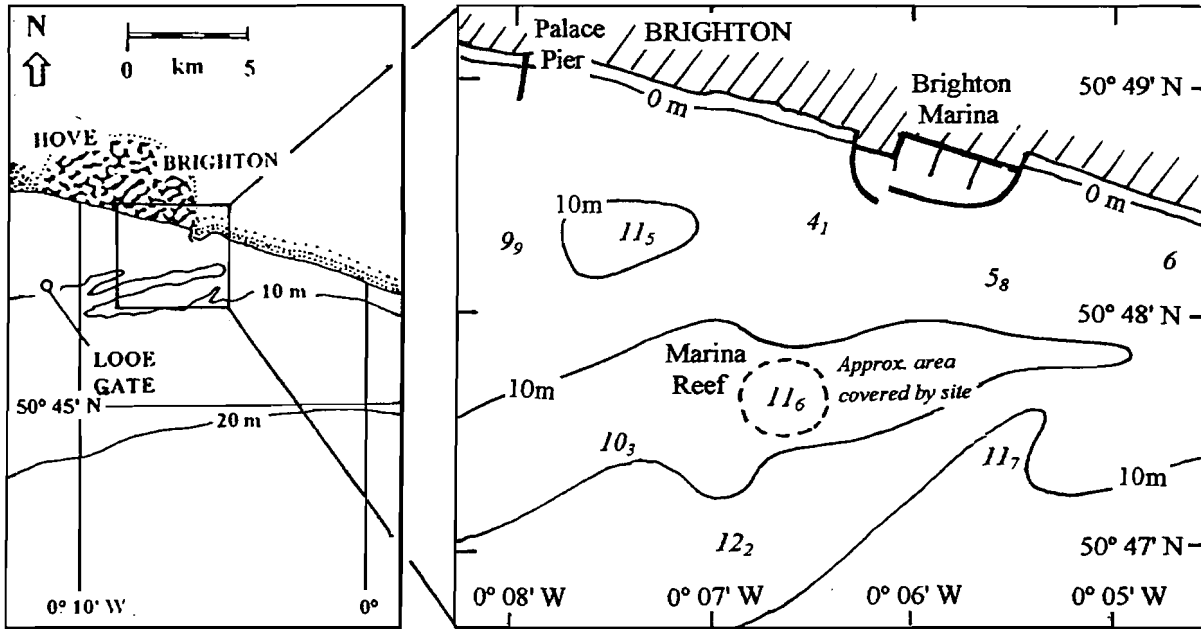 N
0 km 5
HOVE
BRIGHTON
10 m
LOOE
GATE
50° 45' N
20 m
0° 10' W
0°
Palace
Pier
BRIGHTON
0 m
Brighton
Marina
50° 49' N
0 m
10m
11₅
9₉
4₁
6
5₈
50° 48' N
Marina
Reef
Approx. area
covered by site
11₆
10m
10₃
11₇
10m
12₂
50° 47' N
0° 08' W
0° 07' W
0° 06' W
0° 05' W